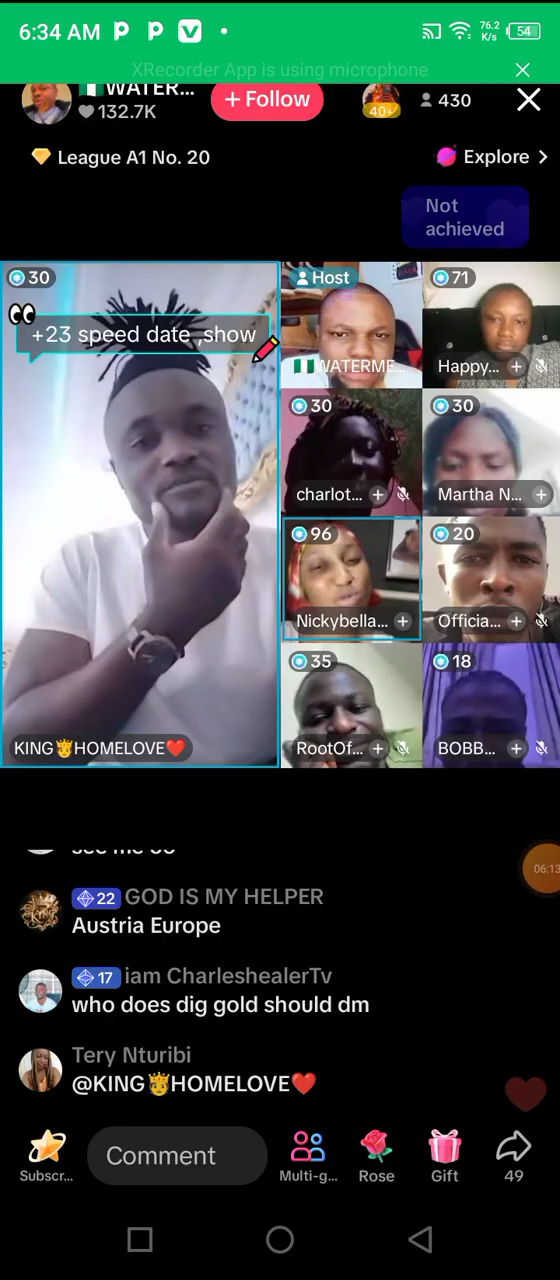 6:34 AM
76.2
K/s
54
XRecorder App is using microphone
🇳🇬WATER...
132.7K
+ Follow
40+
430
League A1 No. 20
Explore
Not
achieved
30
+23 speed date ,show
KING🤴HOMELOVE❤️
Host
🇳🇬WATERME...
71
Happy...
30
charlot...
30
Martha N...
96
Nickybella...
20
Officia...
35
RootOf...
18
BOBB...
06:13
22 GOD IS MY HELPER
Austria Europe
17 iam CharleshealerTv
who does dig gold should dm
Tery Nturibi
@KING🤴HOMELOVE❤️
Subscr...
Comment
Multi-g...
Rose
Gift
49